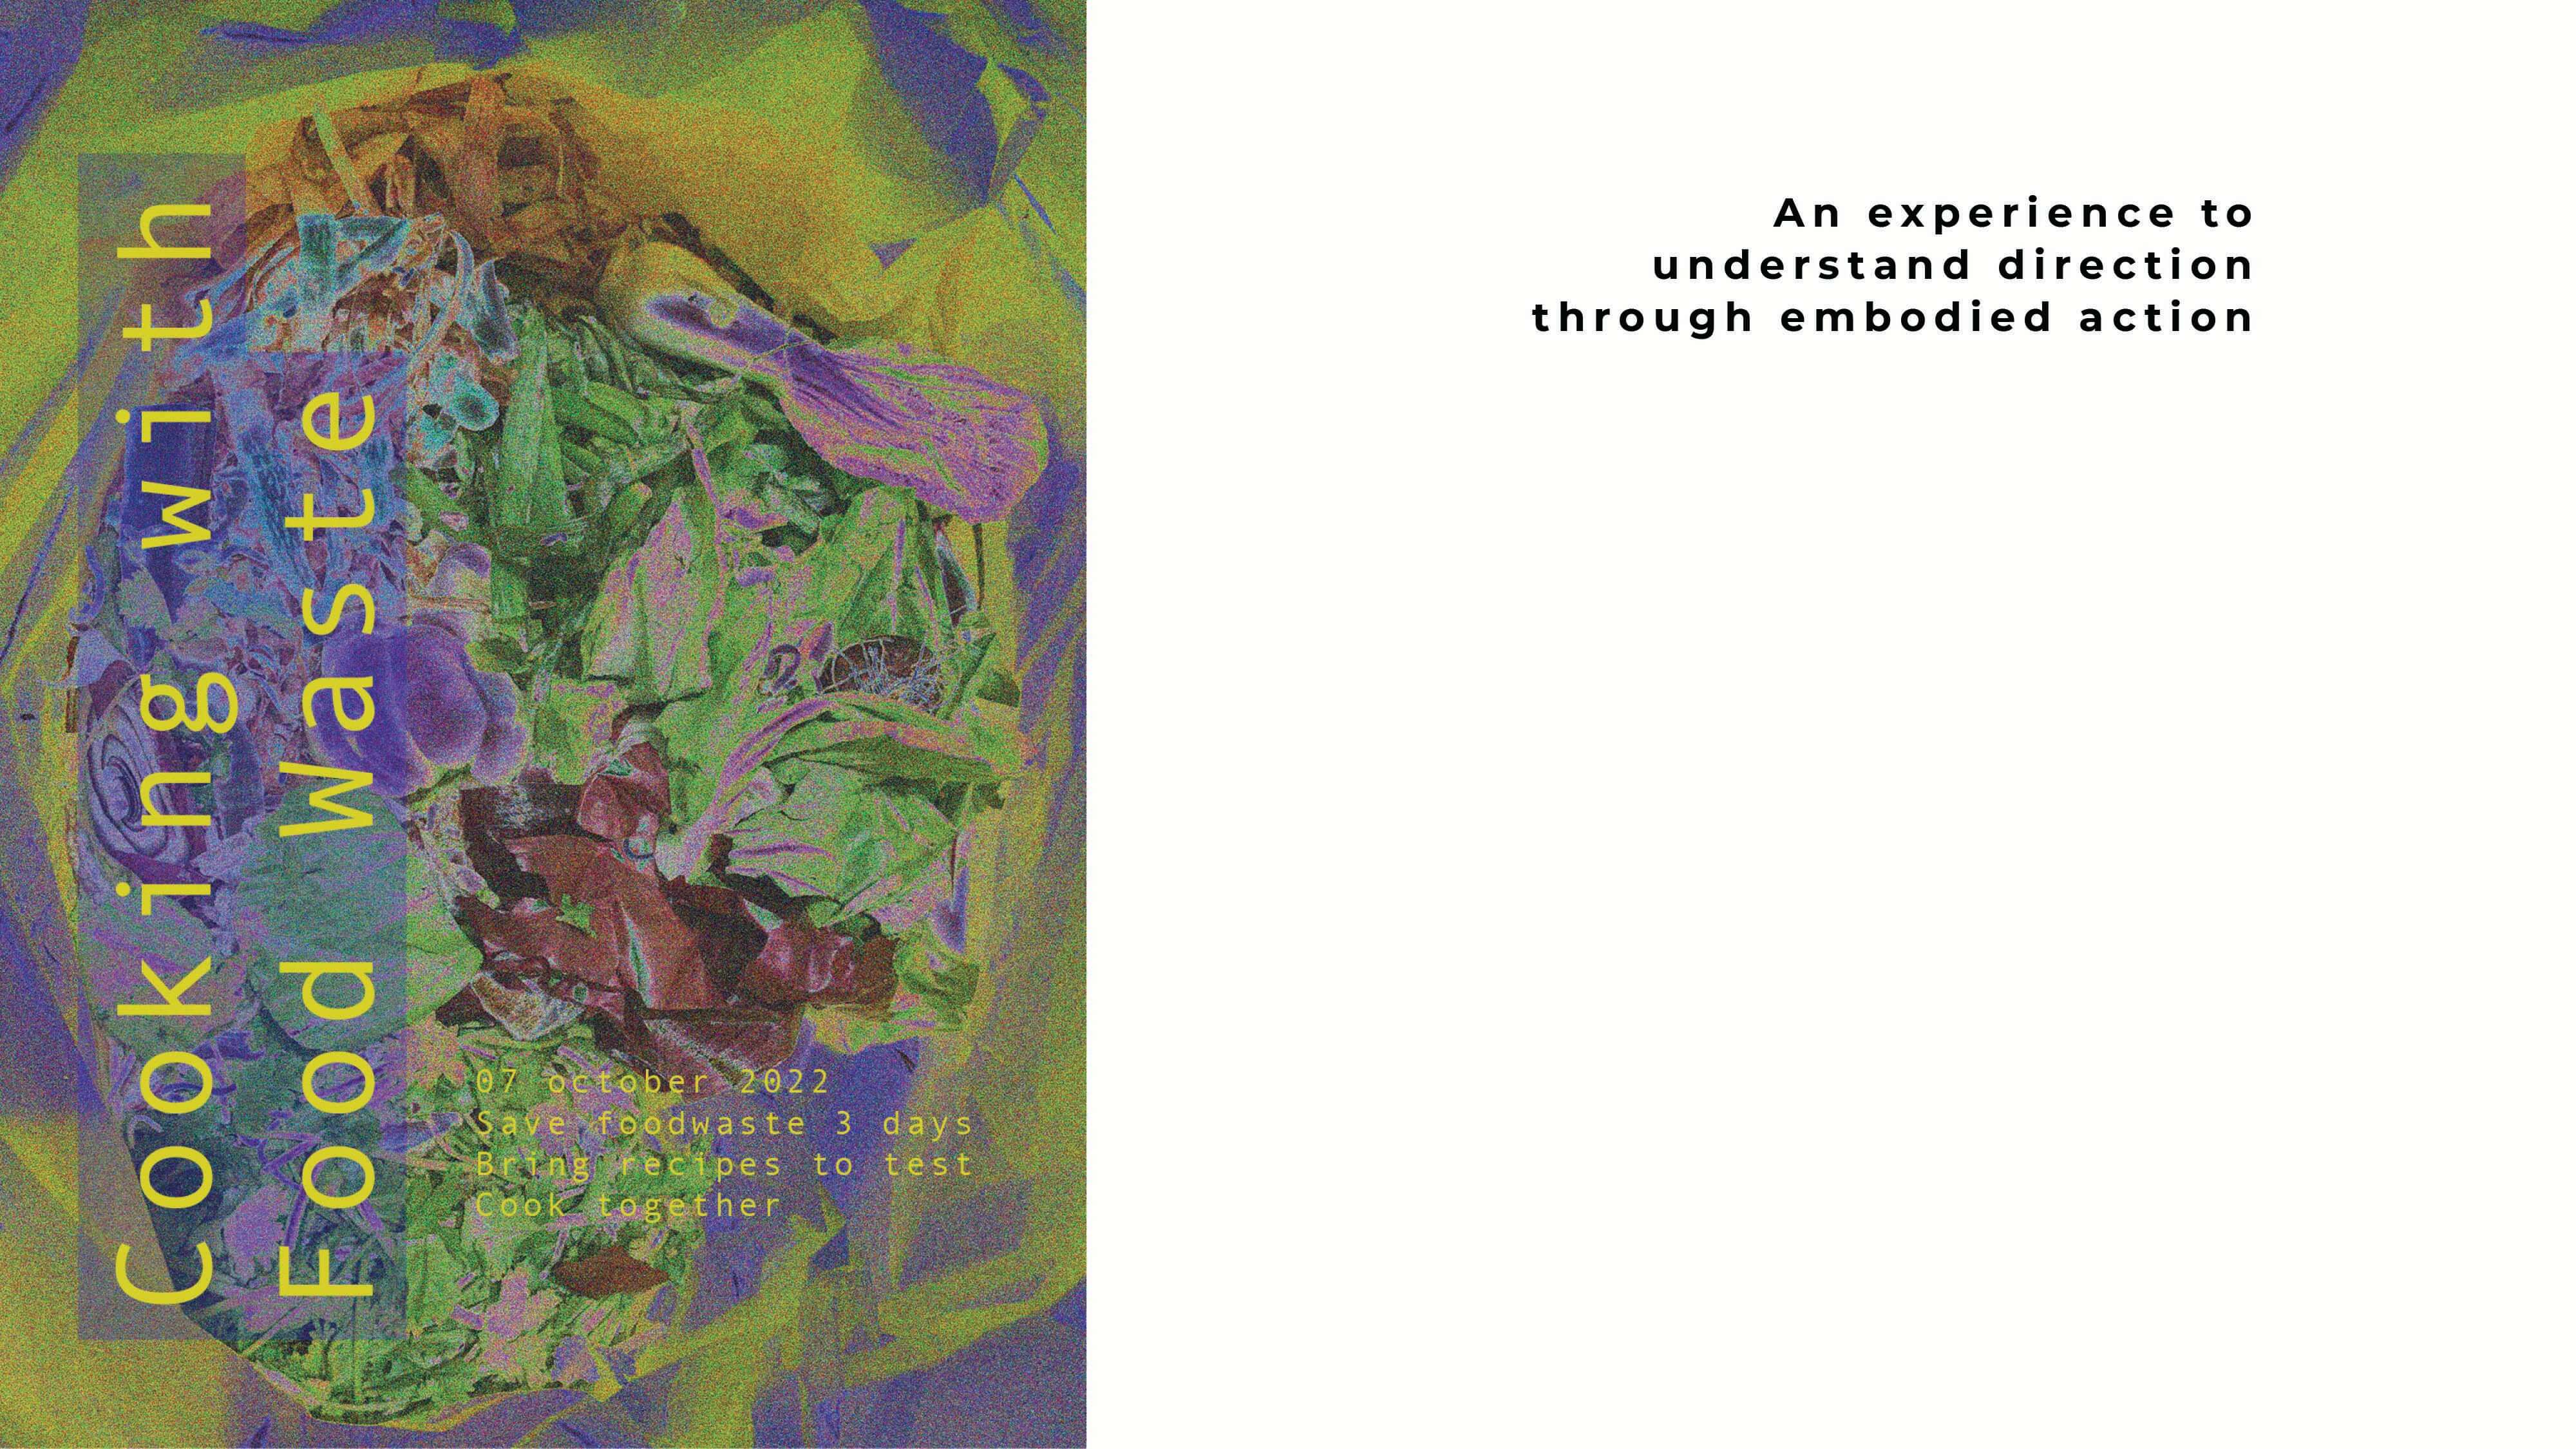 Cooking with
Food Waste
07 october 2022
Save foodwaste 3 days
Bring recipes to test
Cook together
An experience to
understand direction
through embodied action